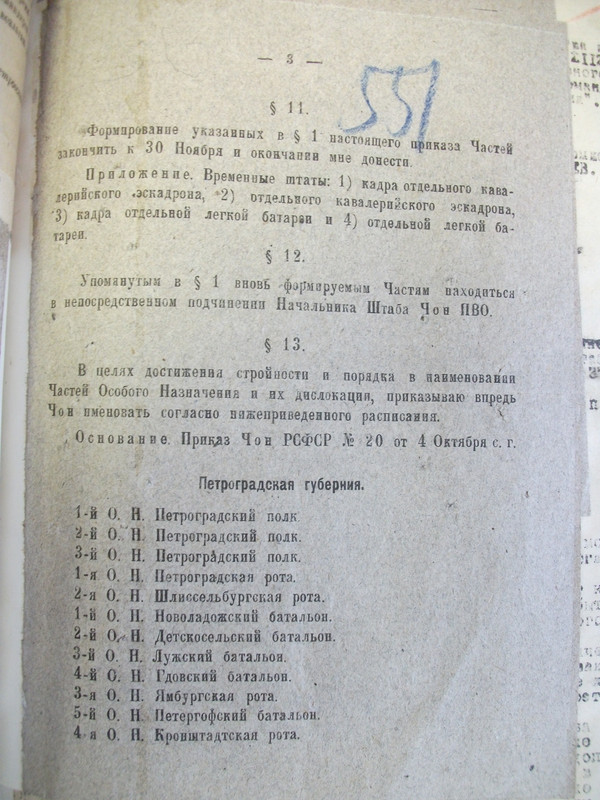 — 3 —
551
§ 11.
Формирование указанных в § 1 настоящего приказа Частей
закончить к 30 Ноября и окончании мне донести.
Приложение. Временные штаты: 1) кадра отдельного кава-
лерийского эскадрона, 2) отдельного кавалерийского эскадрона,
3) кадра отдельной легкой батареи и 4) отдельной легкой ба-
тареи.
§ 12.
Упомянутым в § 1 вновь формируемым Частям находиться
в непосредственном подчинении Начальника Штаба Чон ПВО.
§ 13.
В целях достижения стройности и порядка в наименовании
Частей Особого Назначения и их дислокации, приказываю впредь
Чон именовать согласно нижеприведенного расписания.
Основание. Приказ Чон РСФСР № 20 от 4 Октября с. г.
Петроградская губерния.
1-й О. Н. Петроградский полк.
2-й О. Н. Петроградский полк.
3-й О. Н. Петроградский полк.
1-я О. Н. Петроградская рота.
2-я О. Н. Шлиссельбургская рота.
1-й О. Н. Новоладожский батальон.
2-й О. Н. Детскосельский батальон.
3-й О. Н. Лужский батальон.
4-й О. Н. Гдовский батальон.
3-я О. Н. Ямбургская рота.
5-й О. Н. Петергофский батальон.
4-я О. Н. Кронштадтская рота.